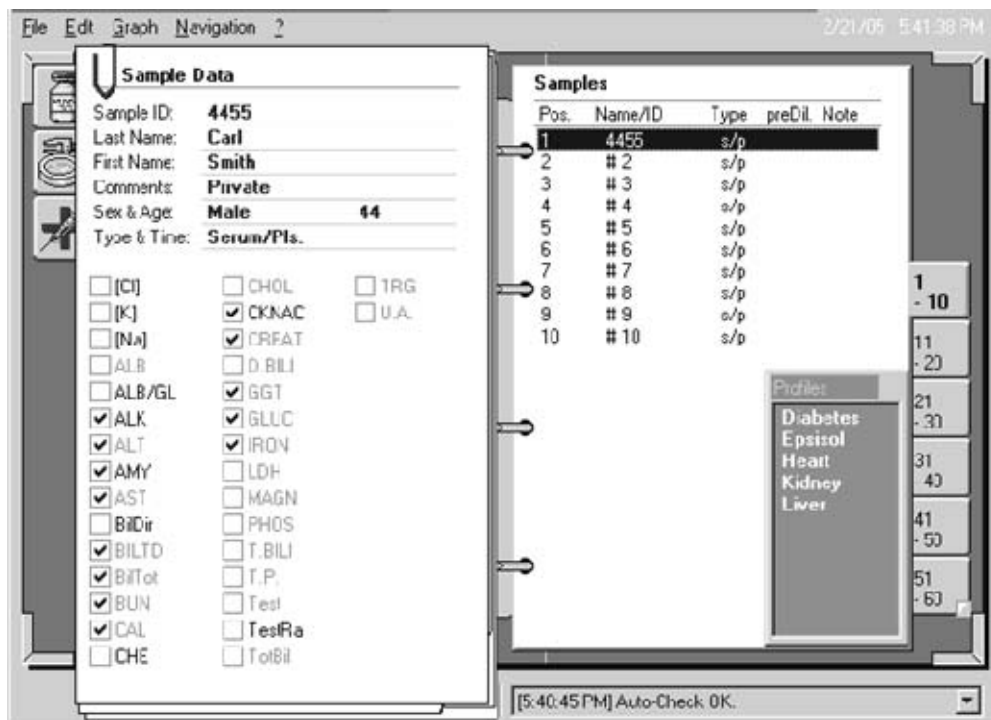 File Edt Graph Navigation ?
2/21/05 5:41:38 PM
Sample Data
Sample ID: 4455
Last Name: Carl
First Name: Smith
Comments: Private
Sex & Age: Male 44
Type & Time: Serum/Pls.
[Cl] CHOL TRG
[K] CKNAC U.A.
[Na] CREAT
ALB D.BILI
ALB/GL GGT
ALK GLUC
ALT IRON
AMY LDH
AST MAGN
BilDir PHOS
BILTD T.BILI
BilTot T.P.
BUN Test
CAL TestRa
CHE TotBil
Samples
Pos. Name/ID Type preDil. Note
1 4455 s/p
2 # 2 s/p
3 # 3 s/p
4 # 4 s/p
5 # 5 s/p
6 # 6 s/p
7 # 7 s/p
8 # 8 s/p
9 # 9 s/p
10 # 10 s/p
Profiles
Diabetes
Epsisol
Heart
Kidney
Liver
1
- 10
11
- 20
21
- 30
31
40
41
- 50
51
- 60
[5:40:45 PM] Auto-Check OK.